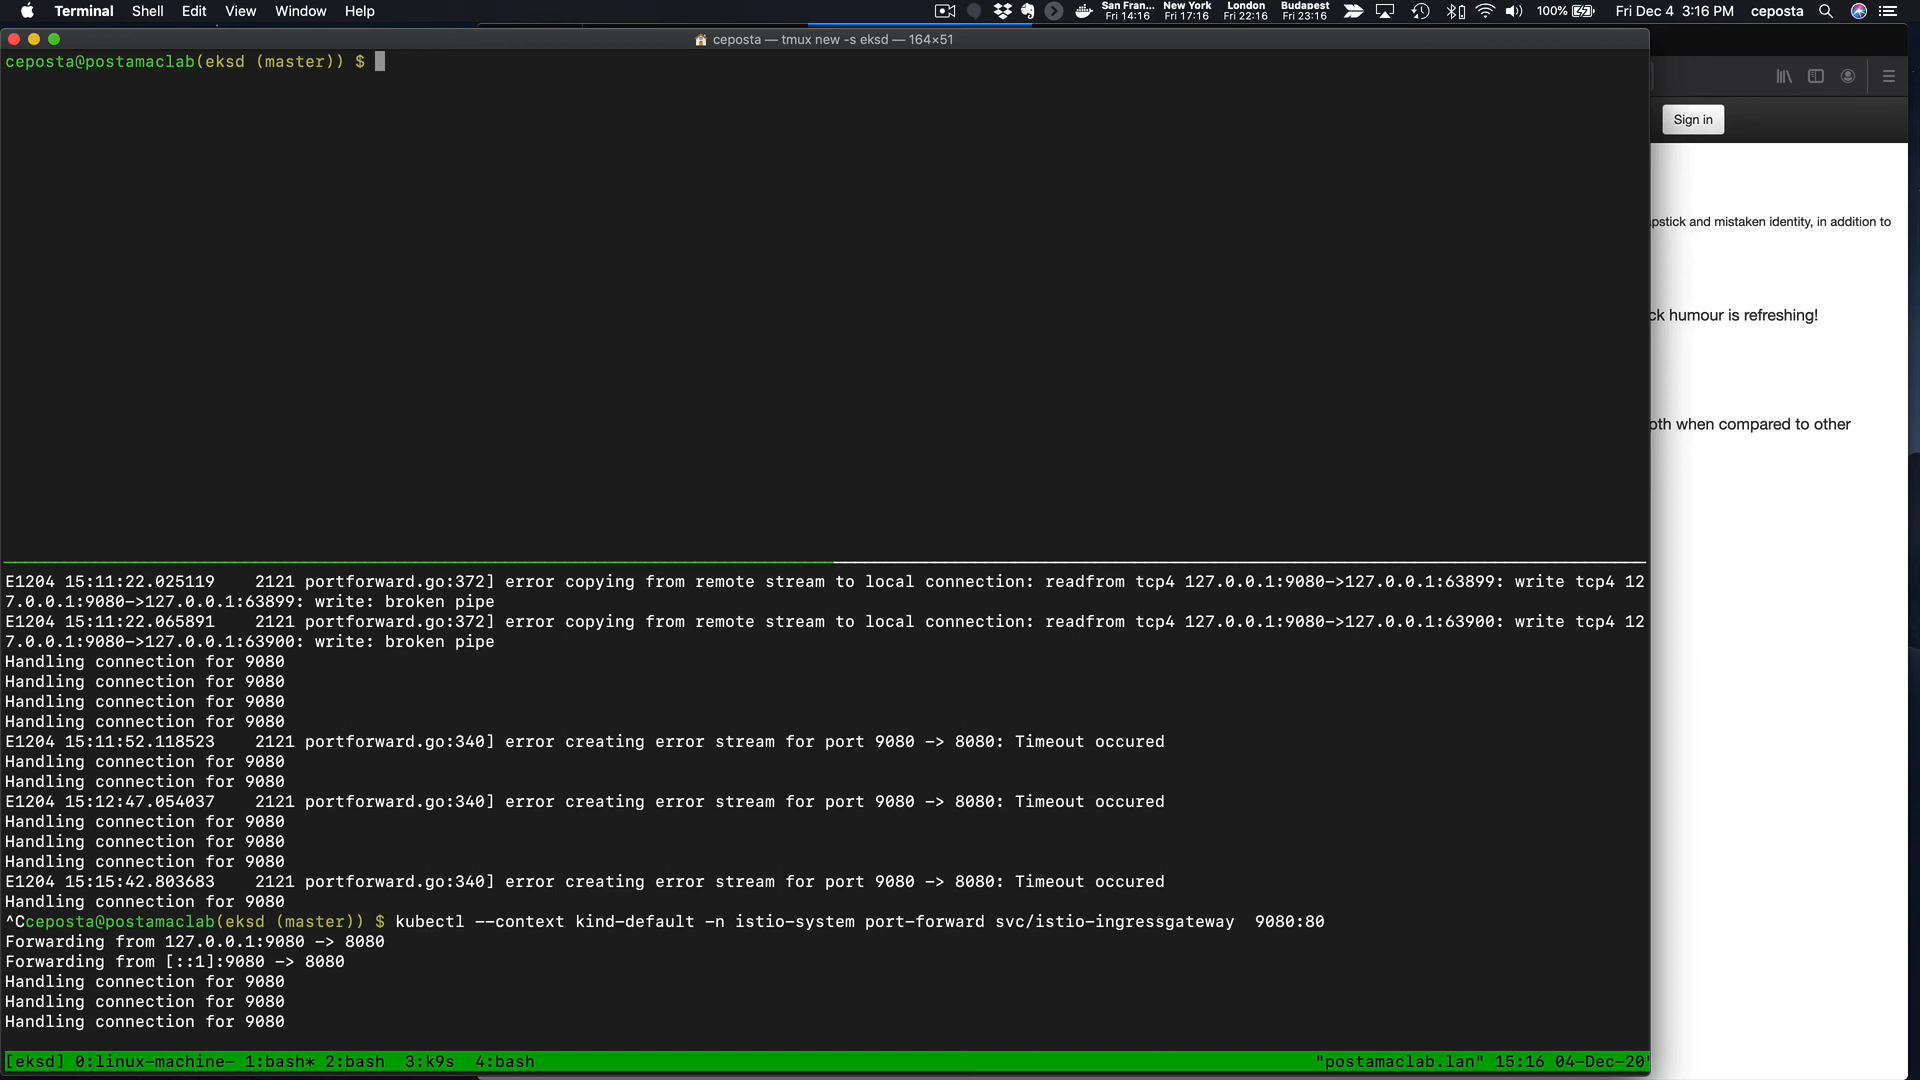 Terminal Shell Edit View Window Help
San Fran... Fri 14:16 New York Fri 17:16 London Fri 22:16 Budapest Fri 23:16 100% Fri Dec 4 3:16 PM ceposta
ceposta — tmux new -s eksd — 164×51
ceposta@postamaclab(eksd (master)) $
Sign in
pstick and mistaken identity, in addition to
ck humour is refreshing!
oth when compared to other
E1204 15:11:22.025119    2121 portforward.go:372] error copying from remote stream to local connection: readfrom tcp4 127.0.0.1:9080->127.0.0.1:63899: write tcp4 12
7.0.0.1:9080->127.0.0.1:63899: write: broken pipe
E1204 15:11:22.065891    2121 portforward.go:372] error copying from remote stream to local connection: readfrom tcp4 127.0.0.1:9080->127.0.0.1:63900: write tcp4 12
7.0.0.1:9080->127.0.0.1:63900: write: broken pipe
Handling connection for 9080
Handling connection for 9080
Handling connection for 9080
Handling connection for 9080
E1204 15:11:52.118523    2121 portforward.go:340] error creating error stream for port 9080 -> 8080: Timeout occured
Handling connection for 9080
Handling connection for 9080
E1204 15:12:47.054037    2121 portforward.go:340] error creating error stream for port 9080 -> 8080: Timeout occured
Handling connection for 9080
Handling connection for 9080
Handling connection for 9080
E1204 15:15:42.803683    2121 portforward.go:340] error creating error stream for port 9080 -> 8080: Timeout occured
Handling connection for 9080
^Cceposta@postamaclab(eksd (master)) $ kubectl --context kind-default -n istio-system port-forward svc/istio-ingressgateway  9080:80
Forwarding from 127.0.0.1:9080 -> 8080
Forwarding from [::1]:9080 -> 8080
Handling connection for 9080
Handling connection for 9080
Handling connection for 9080
[eksd] 0:linux-machine- 1:bash* 2:bash  3:k9s  4:bash "postamaclab.lan" 15:16 04-Dec-20